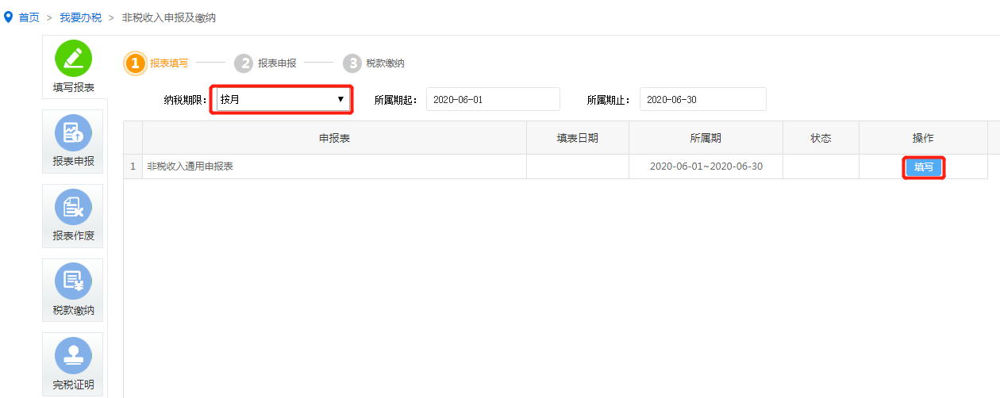 首页 > 我要办税 > 非税收入申报及缴纳
填写报表
报表申报
报表作废
税款缴纳
完税证明
1 报表填写 2 报表申报 3 税款缴纳
纳税期限： 按月 ▼ 所属期起： 2020-06-01 所属期止： 2020-06-30
申报表 填表日期 所属期 状态 操作
1 非税收入通用申报表 2020-06-01~2020-06-30 填写